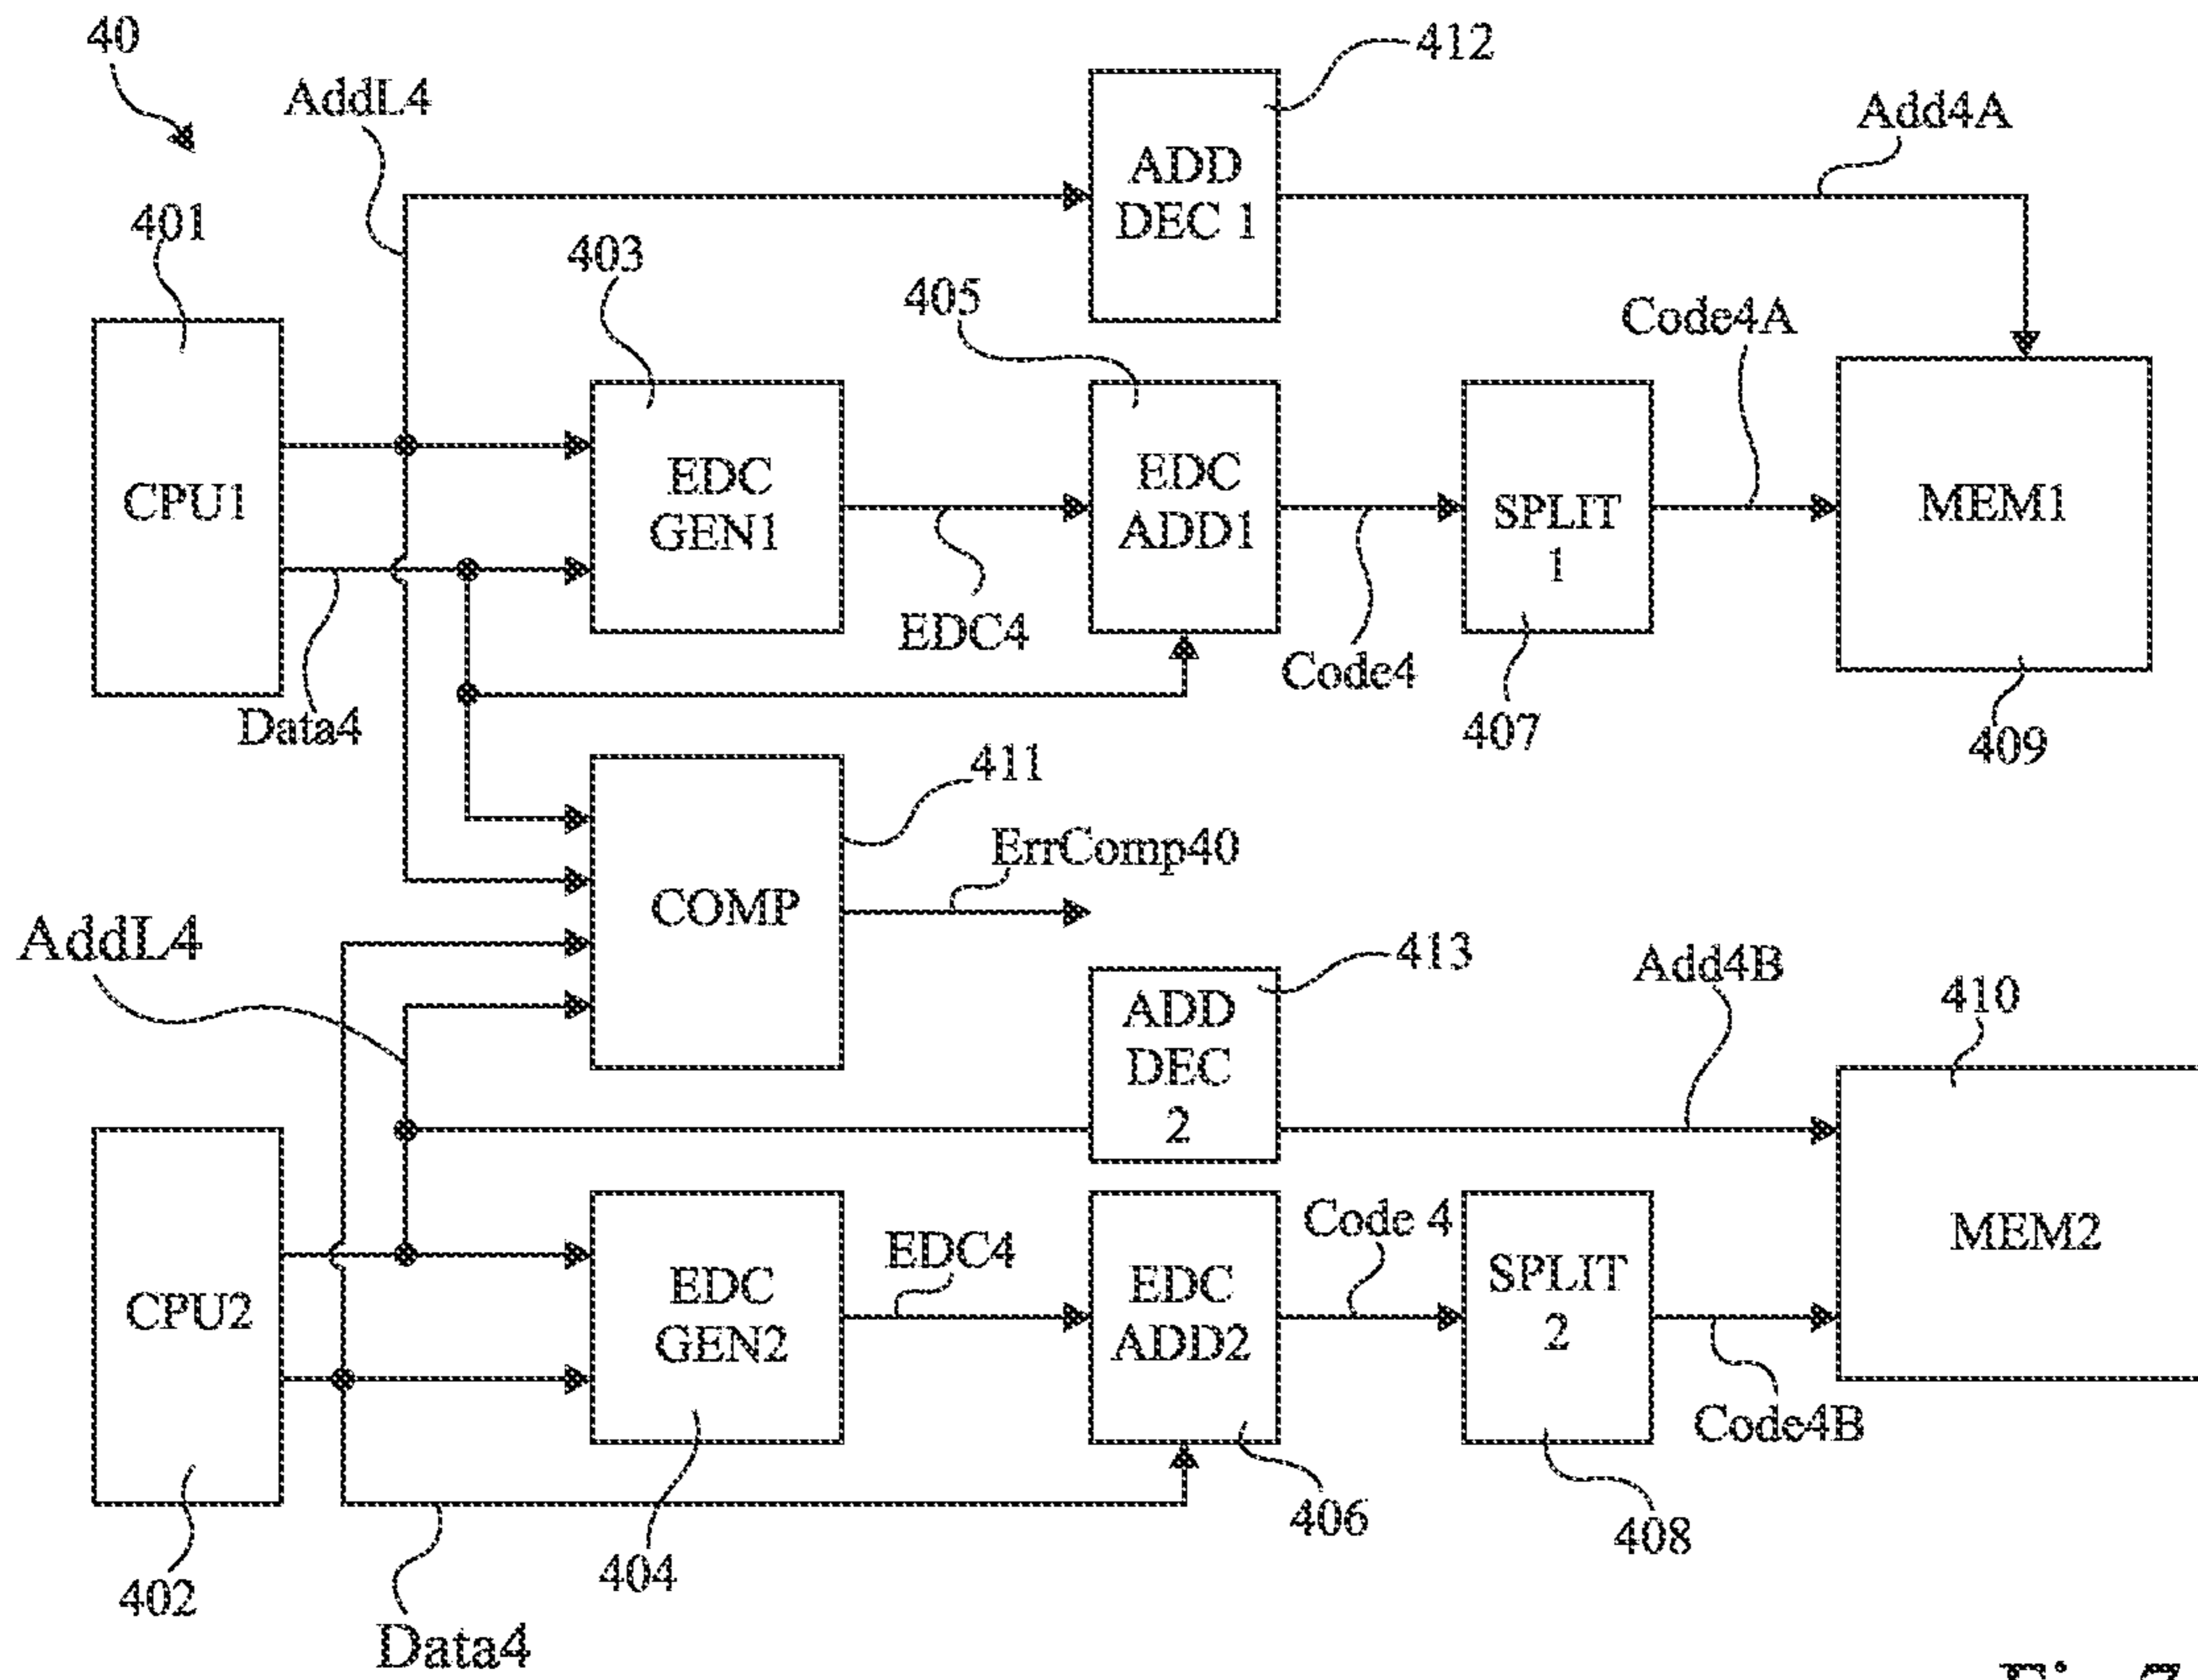 40
412
AddL4
Add4A
ADD
DEC 1
401
403
405
Code4A
CPU1
EDC
GEN1
EDC
ADD1
SPLIT
1
MEM1
EDC4
Code4
Data4
407
409
411
ErrComp40
COMP
AddL4
413
Add4B
410
ADD
DEC
2
MEM2
CPU2
EDC
GEN2
EDC4
EDC
ADD2
Code 4
SPLIT
2
Code4B
402
404
406
408
Data4